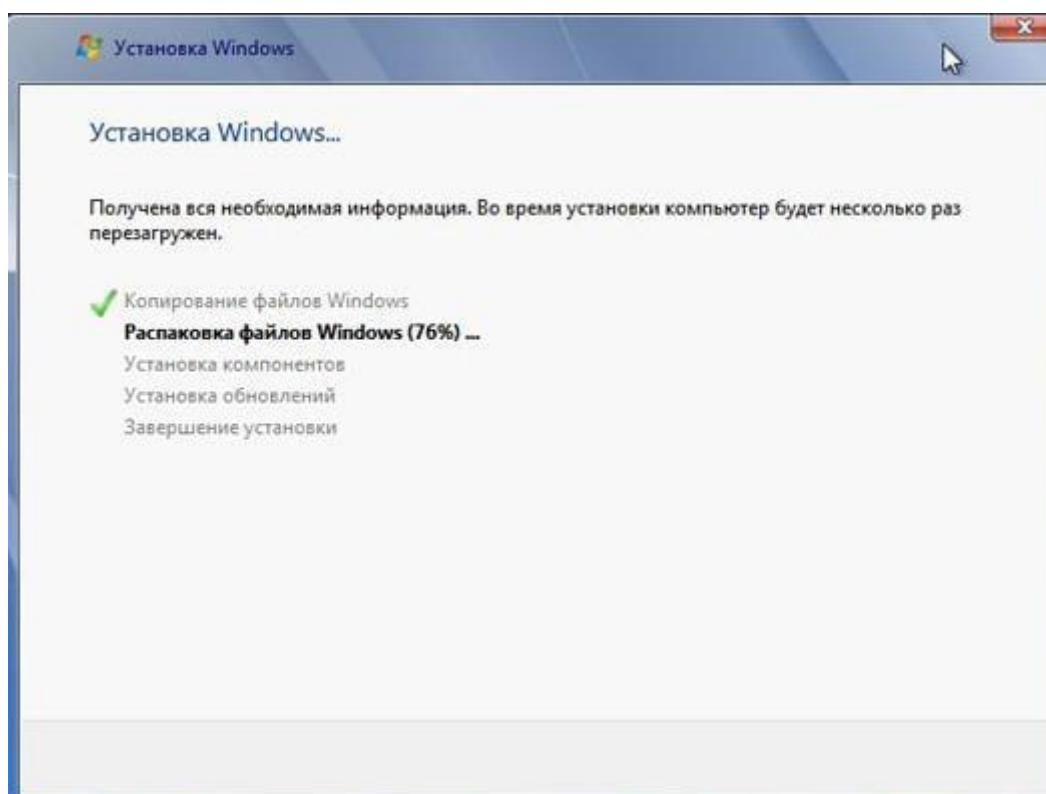 Установка Windows
Установка Windows...
Получена вся необходимая информация. Во время установки компьютер будет несколько раз
перезагружен.
Копирование файлов Windows
Распаковка файлов Windows (76%) ...
Установка компонентов
Установка обновлений
Завершение установки